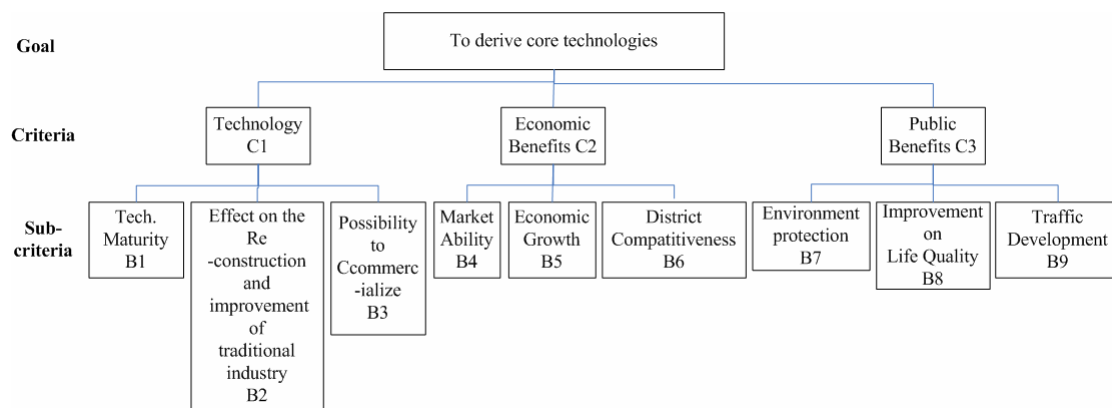 Goal
To derive core technologies
Criteria
Technology
C1
Economic
Benefits C2
Public
Benefits C3
Sub-
criteria
Tech.
Maturity
B1
Effect on the
Re
-construction
and
improvement
of
traditional
industry
B2
Possibility
to
Ccommerc
-ialize
B3
Market
Ability
B4
Economic
Growth
B5
District
Compatitiveness
B6
Environment
protection
B7
Improvement
on
Life Quality
B8
Traffic
Development
B9